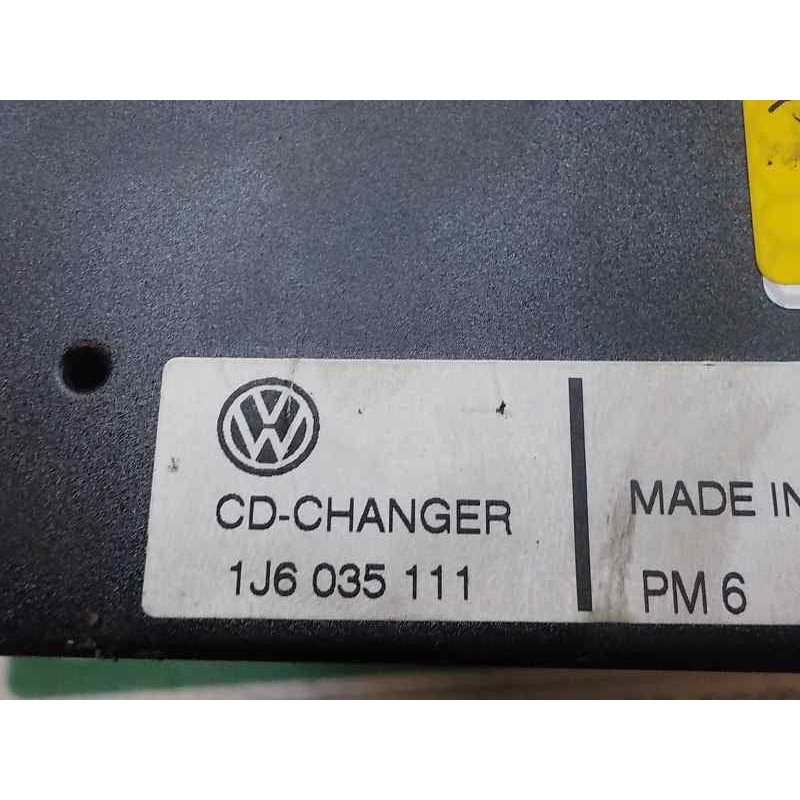 CD-CHANGER
1J6 035 111
MADE IN
PM 6